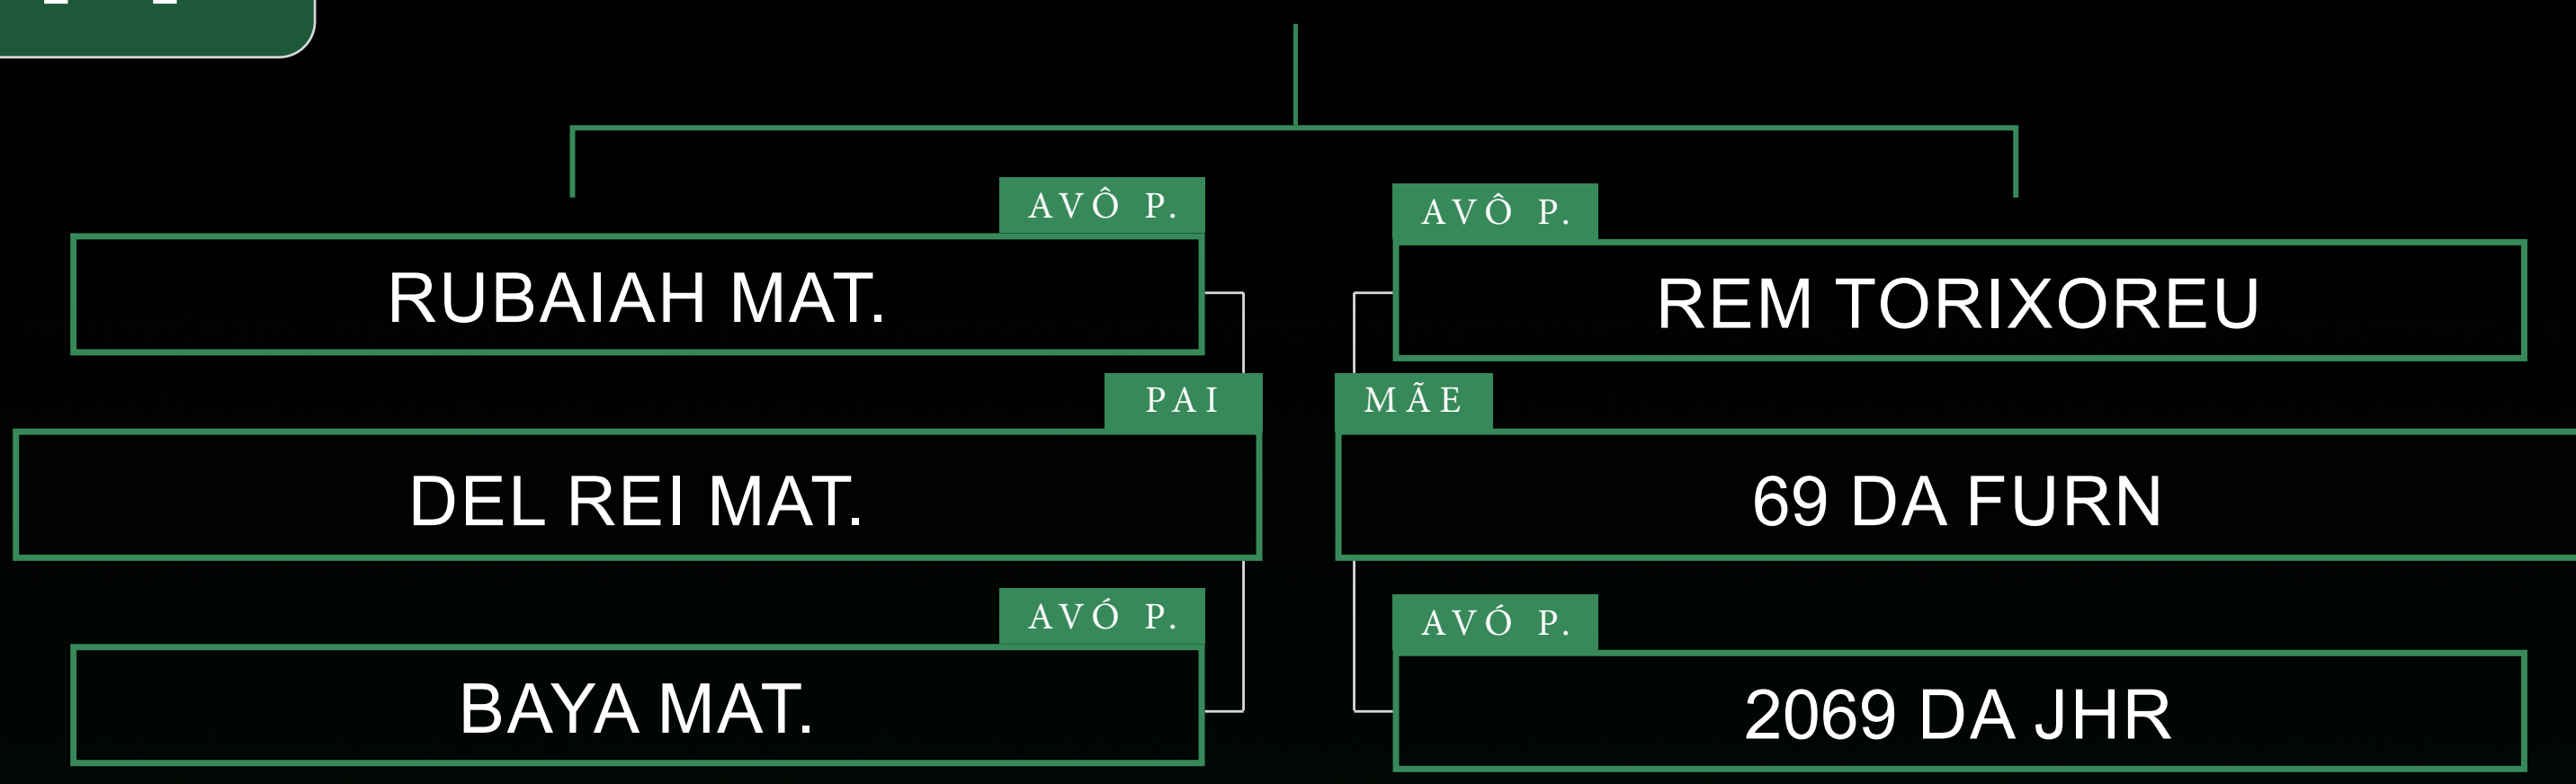 AVÔ P.
RUBAIAH MAT.
PAI
DEL REI MAT.
AVÓ P.
BAYA MAT.
AVÔ P.
REM TORIXOREU
MÃE
69 DA FURN
AVÓ P.
2069 DA JHR